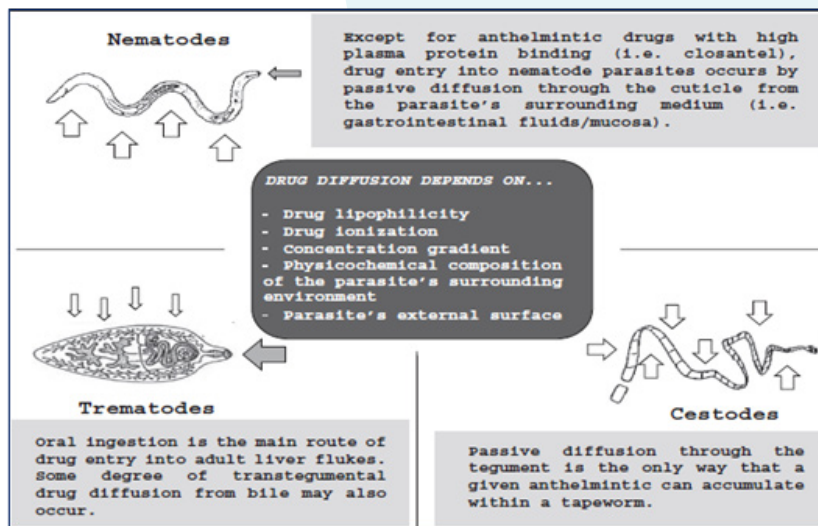 Nematodes
Except for anthelmintic drugs with high
plasma protein binding (i.e. closantel),
drug entry into nematode parasites occurs by
passive diffusion through the cuticle from
the parasite's surrounding medium (i.e.
gastrointestinal fluids/mucosa).
DRUG DIFFUSION DEPENDS ON...
- Drug lipophilicity
- Drug ionization
- Concentration gradient
- Physicochemical composition
of the parasite's surrounding
environment
- Parasite's external surface
Trematodes
Oral ingestion is the main route of
drug entry into adult liver flukes.
Some degree of transtegumental
drug diffusion from bile may also
occur.
Cestodes
Passive diffusion through the
tegument is the only way that a
given anthelmintic can accumulate
within a tapeworm.